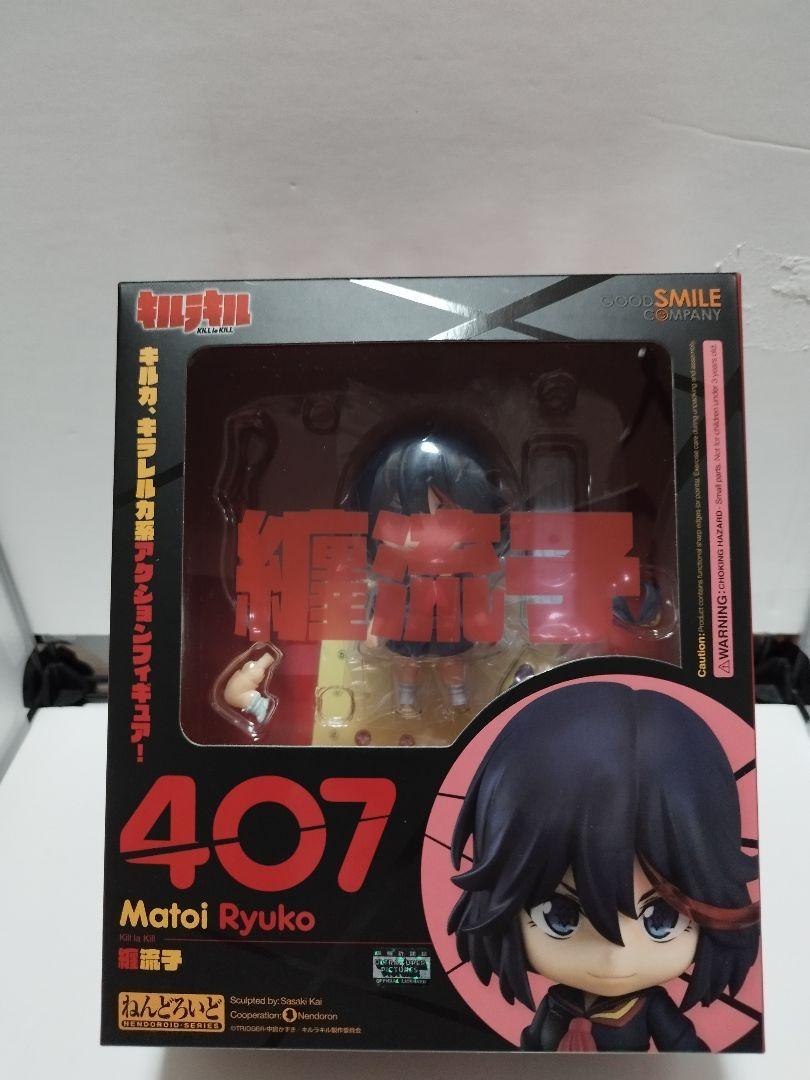 キルラキル
KILL la KILL
GOOD SMILE
COMPANY
キルカ、キラレルカ系アクションフィギュア！
纏流子
Caution: Product contains functional sharp edges (or points). Exercise care during unpacking and assembly.
⚠WARNING: CHOKING HAZARD - Small parts. Not for children under 3 years old.
407
Matoi Ryuko
Kill la Kill
纏流子
ねんどろいど
NENDOROID・SERIES
Sculpted by: Sasaki Kai
Cooperation: Nendoron
©TRIGGER・中島かずき／キルラキル製作委員会
PICTURES
OFFICIAL LICENSED